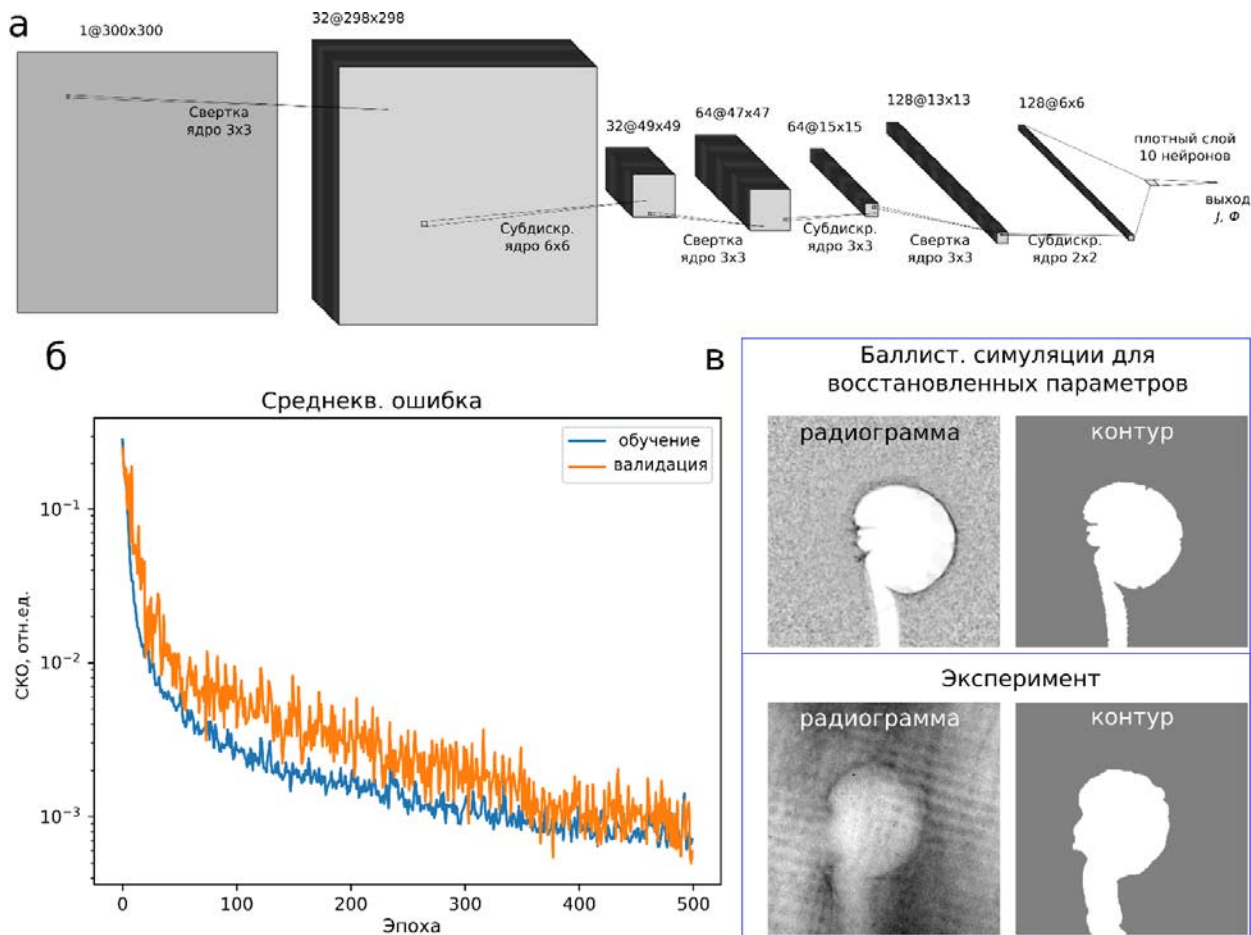 а
1@300x300
32@298x298
Свертка
ядро 3x3
32@49x49
Субдискр.
ядро 6x6
64@47x47
Свертка
ядро 3x3
64@15x15
Субдискр.
ядро 3x3
128@13x13
Свертка
ядро 3x3
128@6x6
Субдискр.
ядро 2x2
плотный слой
10 нейронов
выход
J, Φ
б
Среднекв. ошибка
обучение
валидация
10⁻¹
10⁻²
10⁻³
СКО, отн.ед.
0
100
200
300
400
500
Эпоха
в
Баллист. симуляции для
восстановленных параметров
радиограмма
контур
Эксперимент
радиограмма
контур